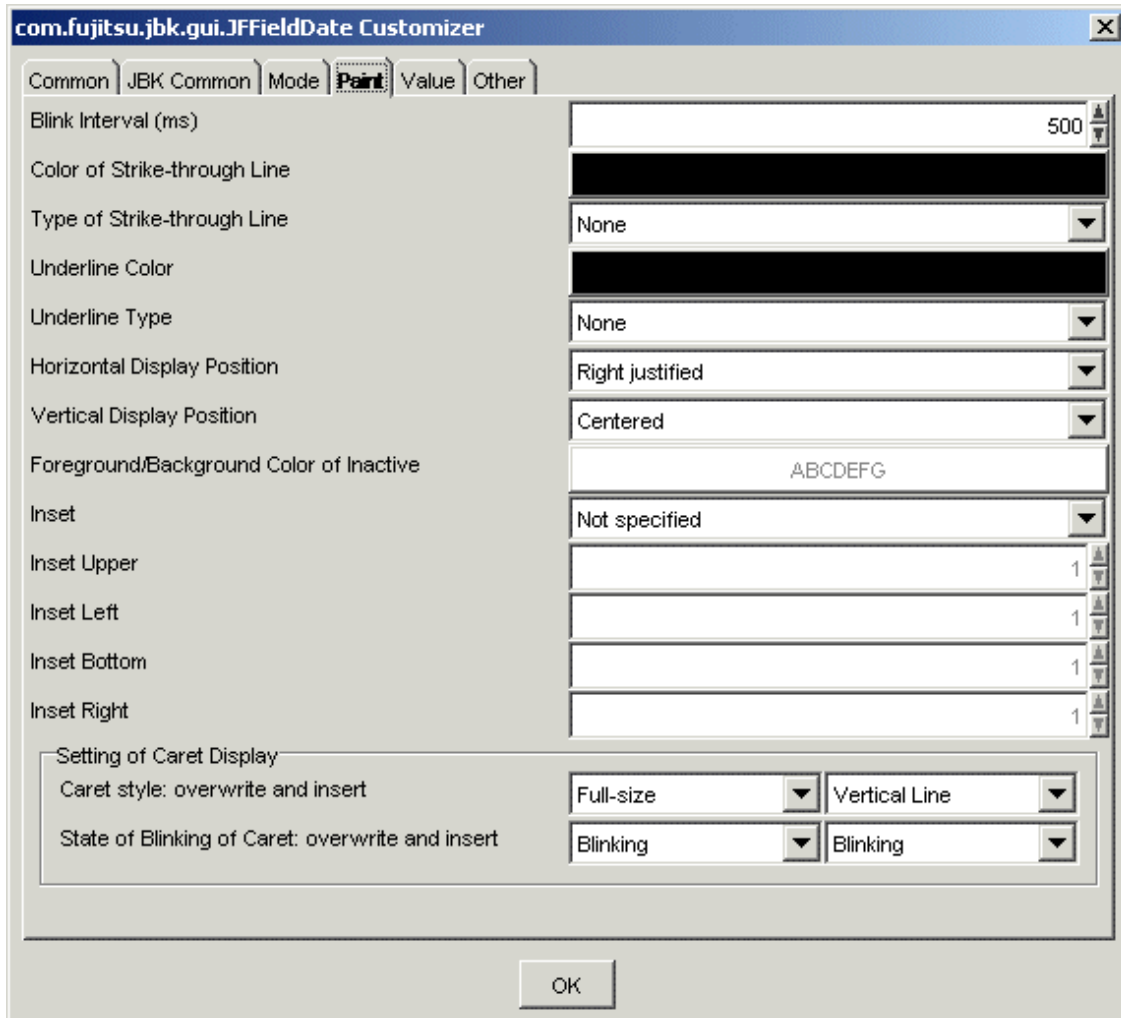 com.fujitsu.jbk.gui.JFFieldDate Customizer
Common JBK Common Mode Paint Value Other
Blink Interval (ms) 500
Color of Strike-through Line
Type of Strike-through Line None
Underline Color
Underline Type None
Horizontal Display Position Right justified
Vertical Display Position Centered
Foreground/Background Color of Inactive ABCDEFG
Inset Not specified
Inset Upper 1
Inset Left 1
Inset Bottom 1
Inset Right 1
Setting of Caret Display
Caret style: overwrite and insert Full-size Vertical Line
State of Blinking of Caret: overwrite and insert Blinking Blinking
OK